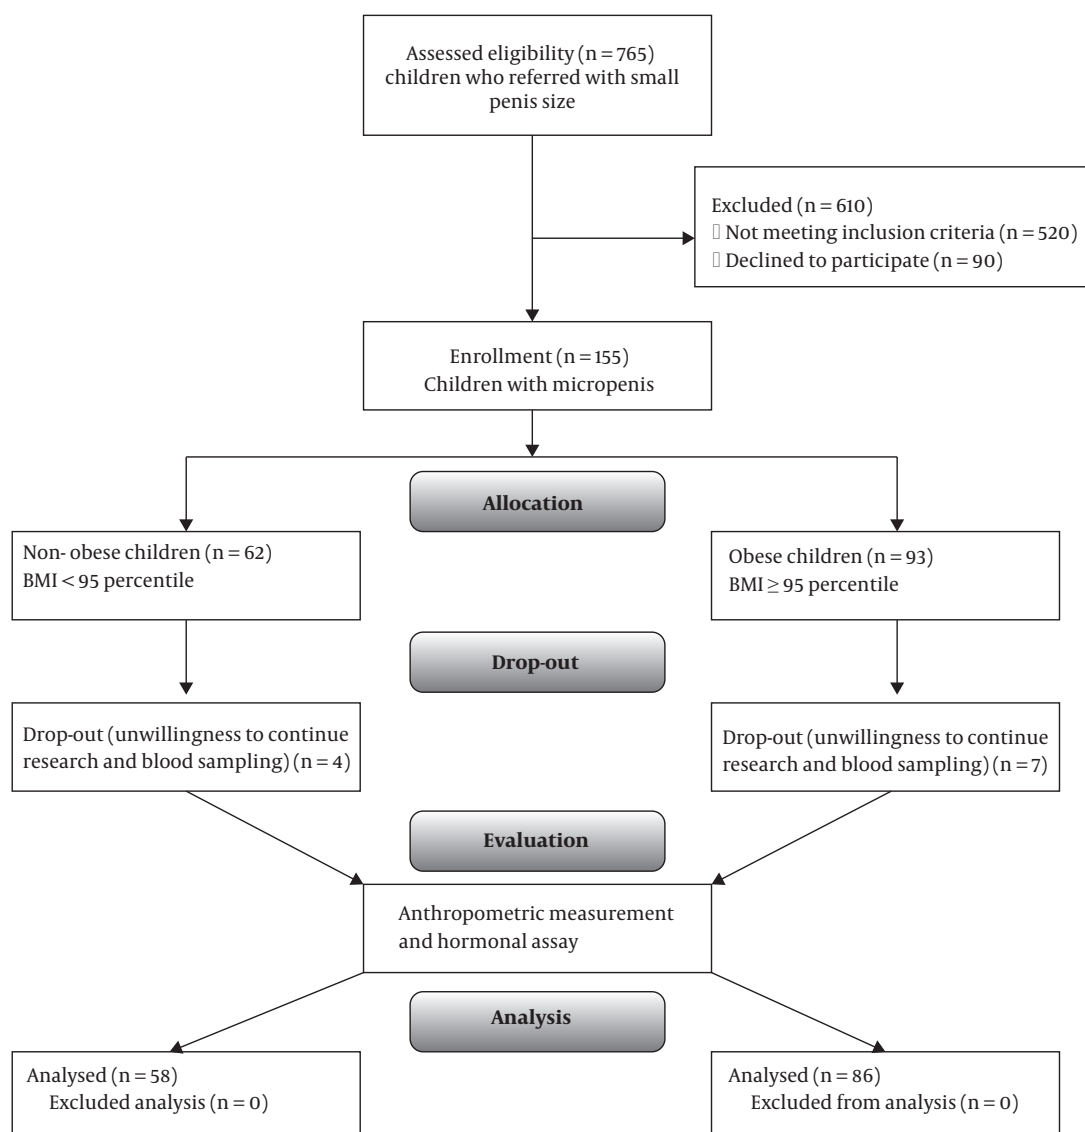 Assessed eligibility (n = 765)
children who referred with small
penis size
Excluded (n = 610)
▯ Not meeting inclusion criteria (n = 520)
▯ Declined to participate (n = 90)
Enrollment (n = 155)
Children with micropenis
Allocation
Non- obese children (n = 62)
BMI < 95 percentile
Obese children (n = 93)
BMI ≥ 95 percentile
Drop-out
Drop-out (unwillingness to continue
research and blood sampling) (n = 4)
Drop-out (unwillingness to continue
research and blood sampling) (n = 7)
Evaluation
Anthropometric measurement
and hormonal assay
Analysis
Analysed (n = 58)
Excluded analysis (n = 0)
Analysed (n = 86)
Excluded from analysis (n = 0)